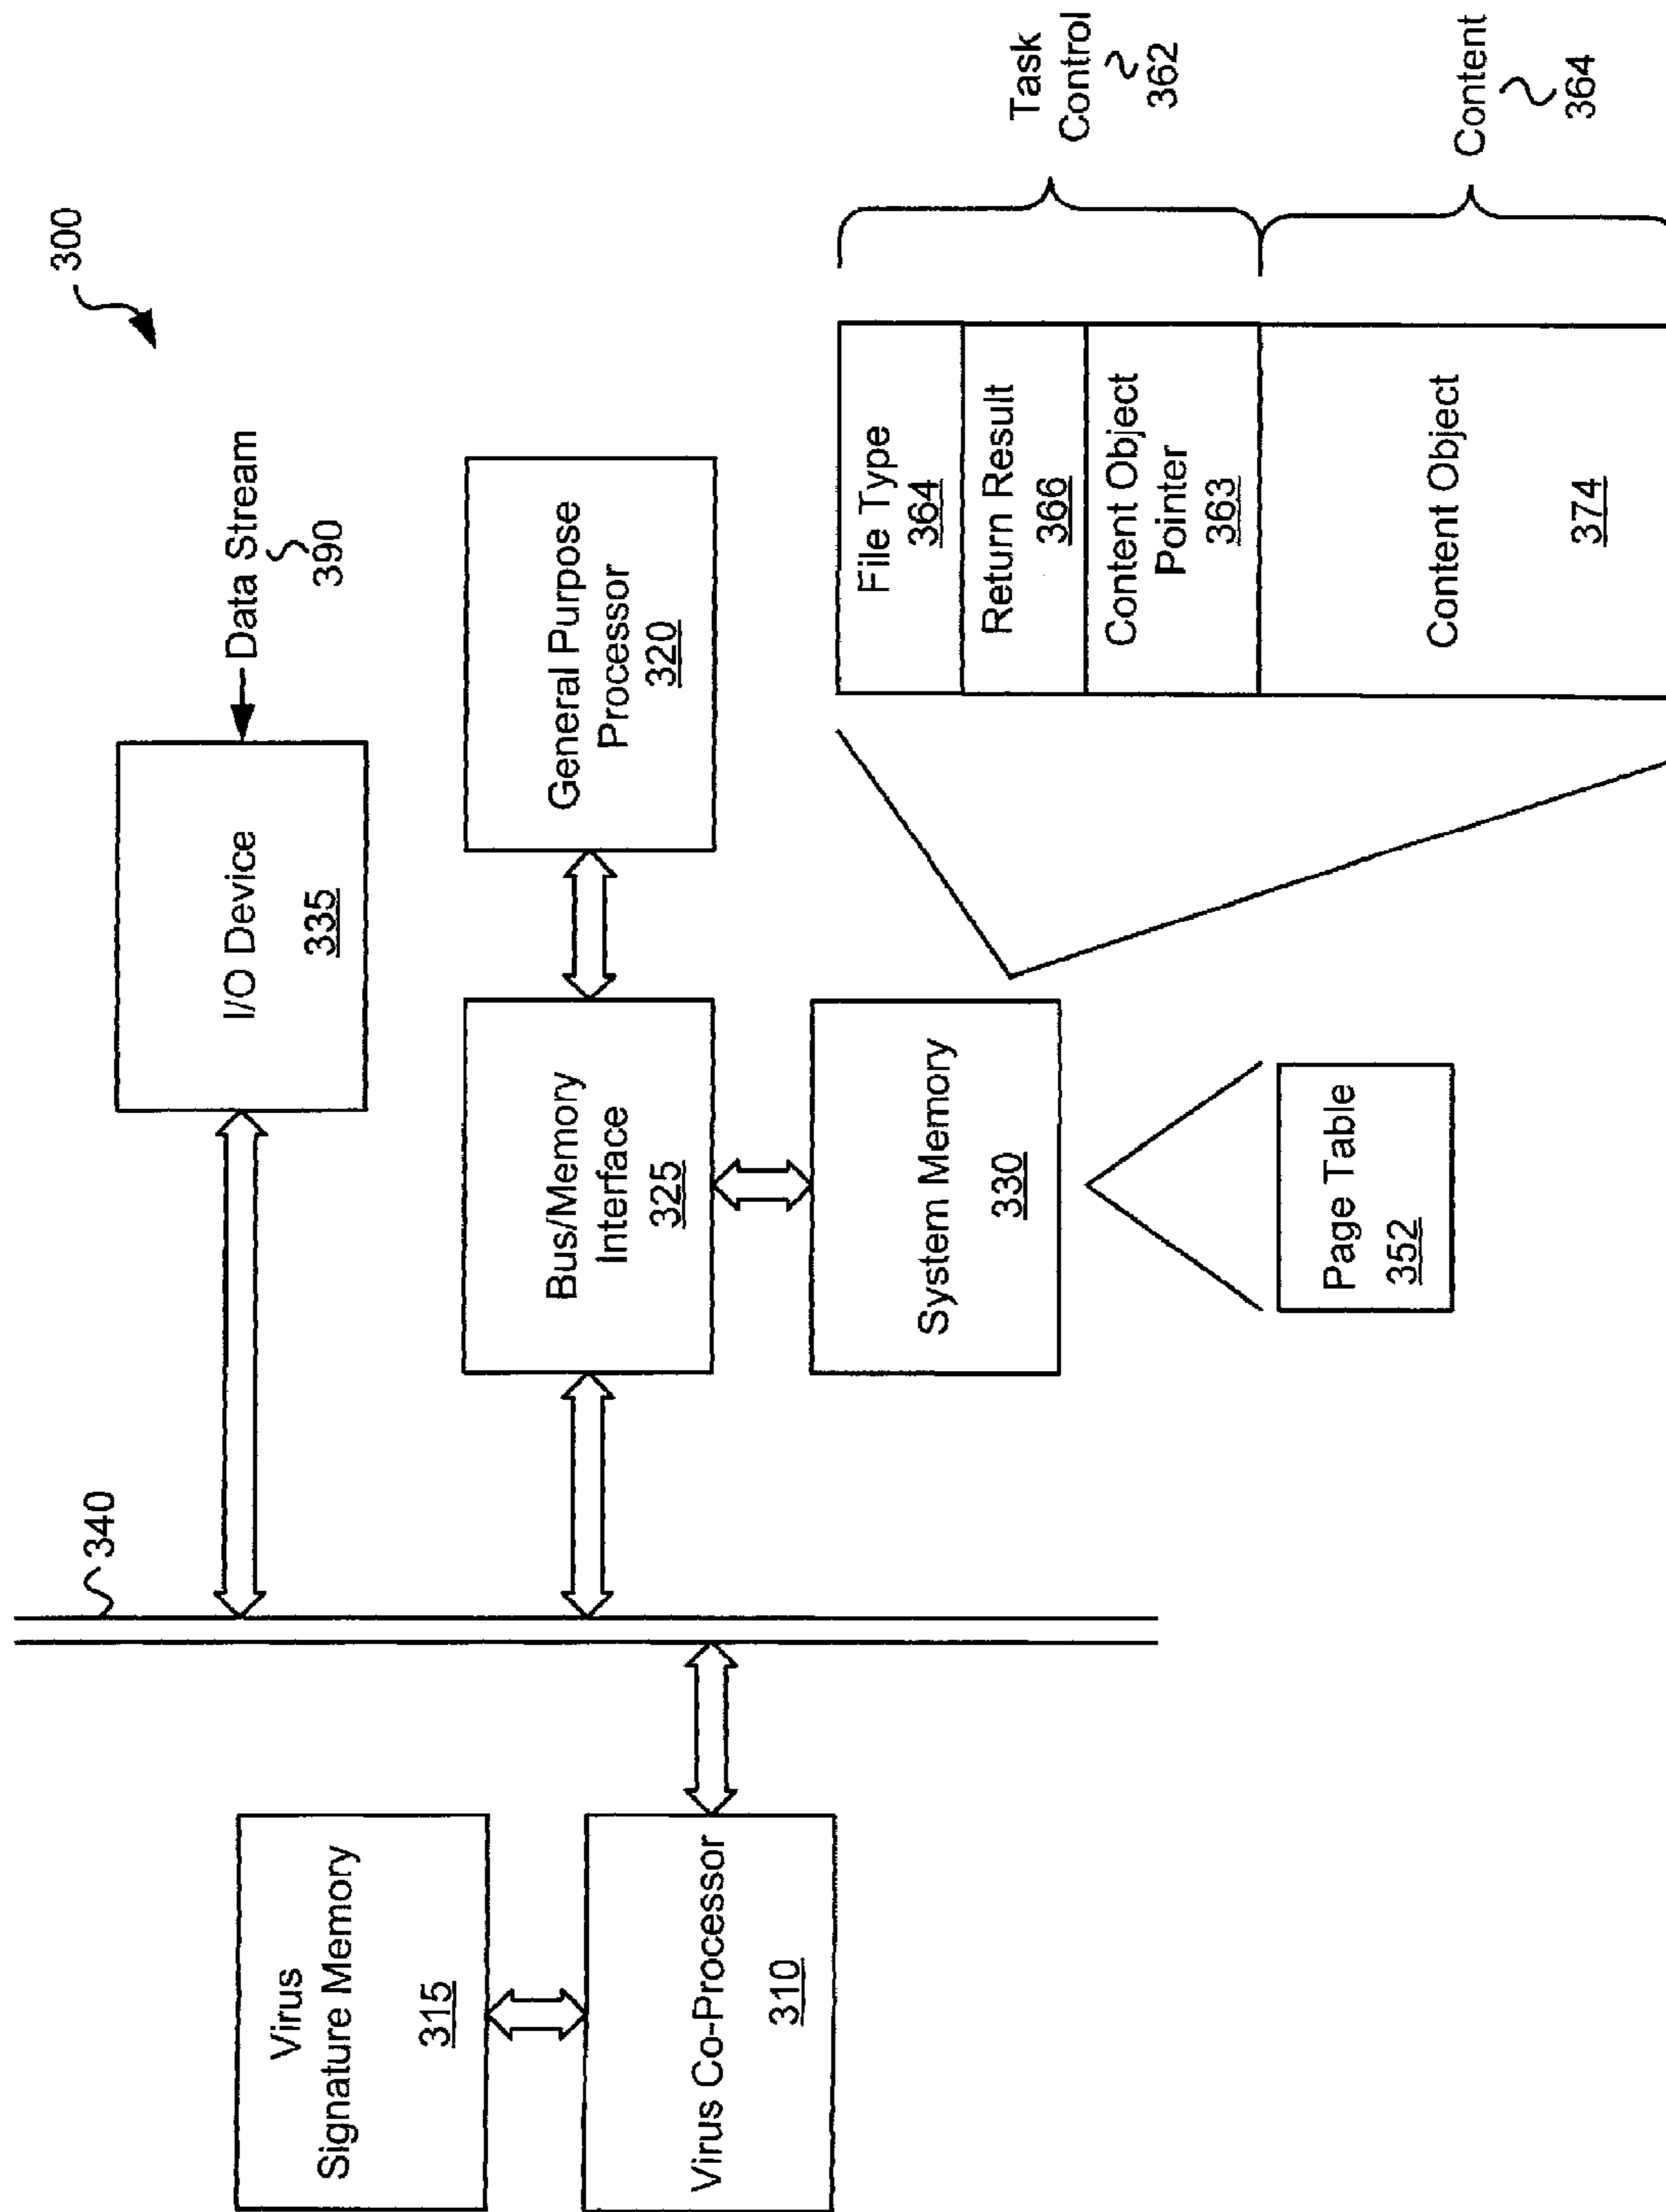 300
340
Data Stream
390
I/O Device
335
Virus
Signature Memory
315
General Purpose
Processor
320
Bus/Memory
Interface
325
Virus Co-Processor
310
System Memory
330
Page Table
352
File Type
364
Return Result
366
Content Object
Pointer
363
Content Object
374
Task
Control
362
Content
364